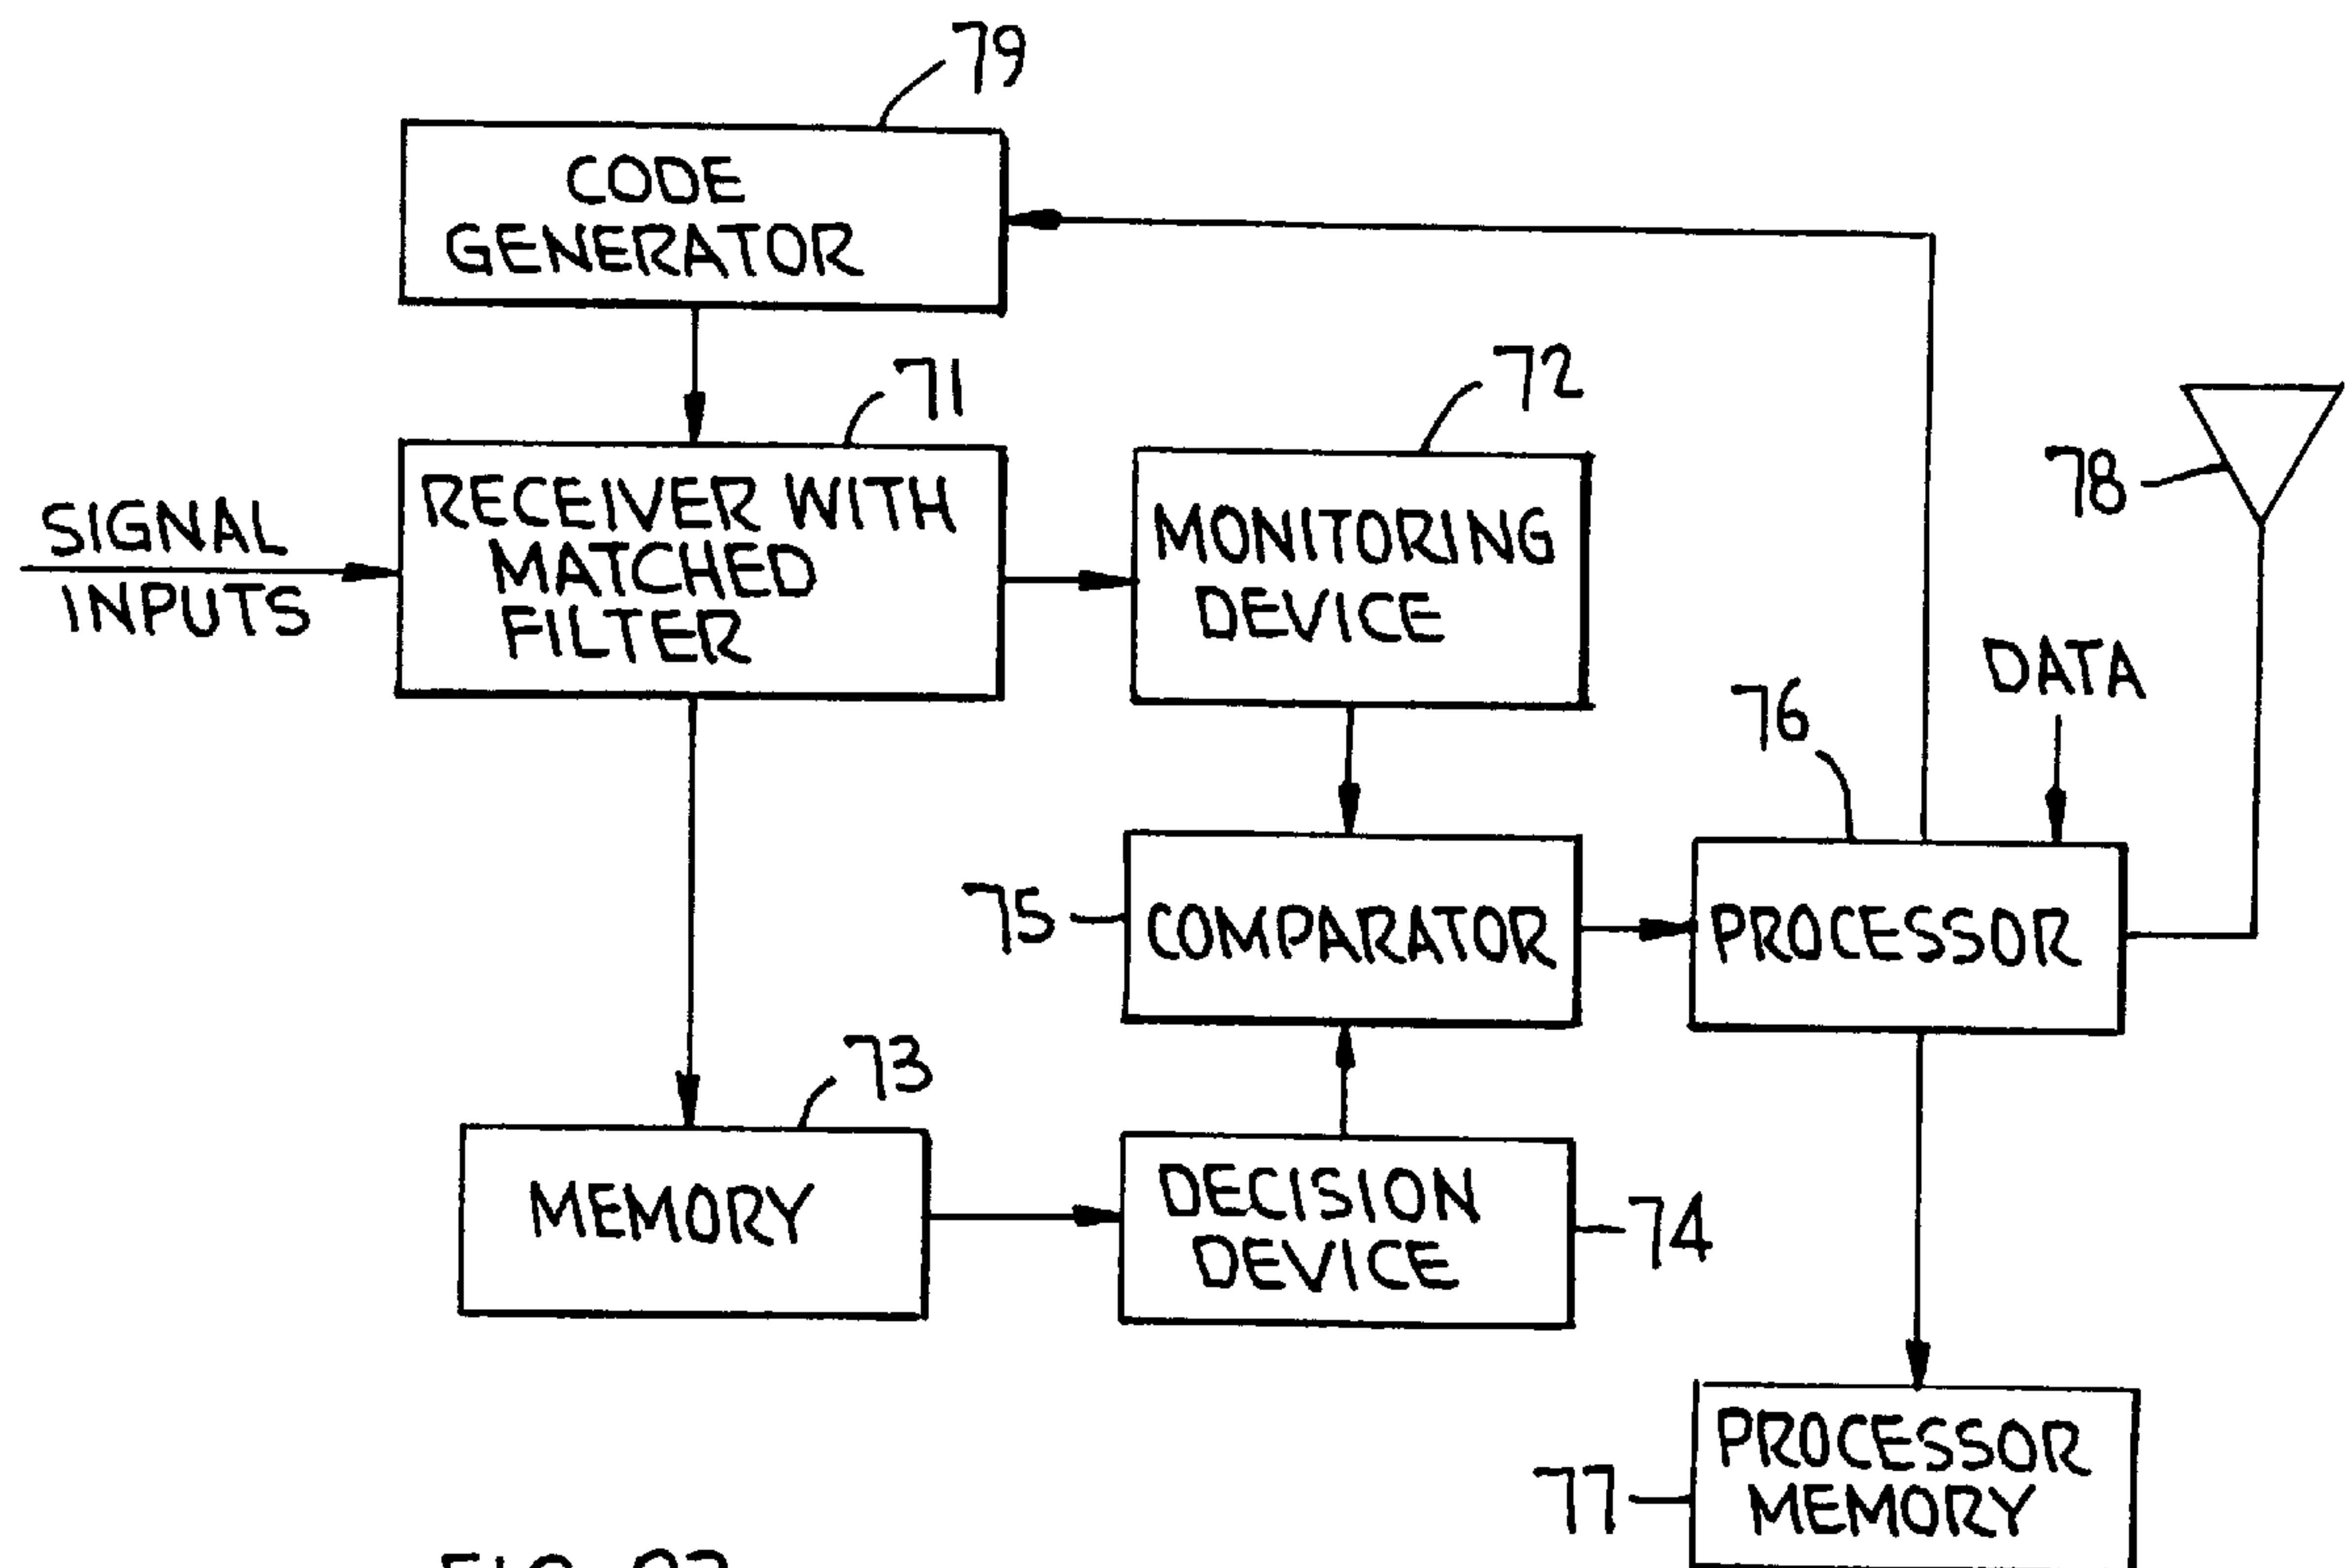 79
CODE
GENERATOR
71
72
RECEIVER WITH
MATCHED
FILTER
SIGNAL
INPUTS
MONITORING
DEVICE
78
DATA
76
75
COMPARATOR
PROCESSOR
73
MEMORY
DECISION
DEVICE
74
PROCESSOR
MEMORY
77